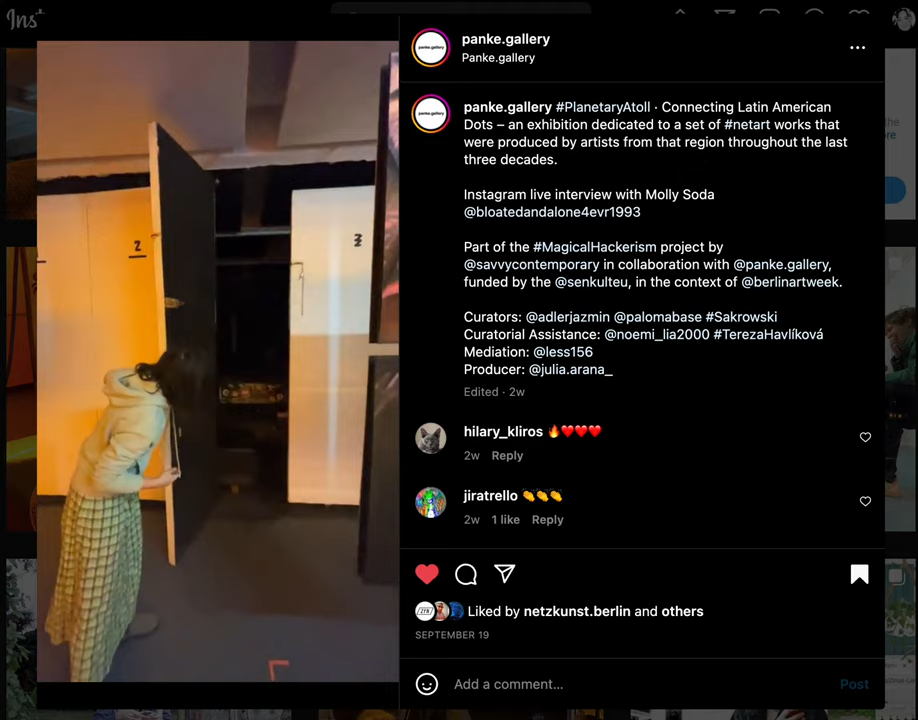 Ins
panke.gallery
Panke.gallery
panke.gallery #PlanetaryAtoll · Connecting Latin American
Dots – an exhibition dedicated to a set of #netart works that
were produced by artists from that region throughout the last
three decades.
Instagram live interview with Molly Soda
@bloatedandalone4evr1993
Part of the #MagicalHackerism project by
@savvycontemporary in collaboration with @panke.gallery,
funded by the @senkulteu, in the context of @berlinartweek.
Curators: @adlerjazmin @palomabase #Sakrowski
Curatorial Assistance: @noemi_lia2000 #TerezaHavlíková
Mediation: @less156
Producer: @julia.arana_
Edited · 2w
hilary_kliros 🔥❤️❤️❤️
2w Reply
jiratrello 👏👏👏
2w 1 like Reply
Liked by netzkunst.berlin and others
SEPTEMBER 19
Add a comment...
Post
2
3